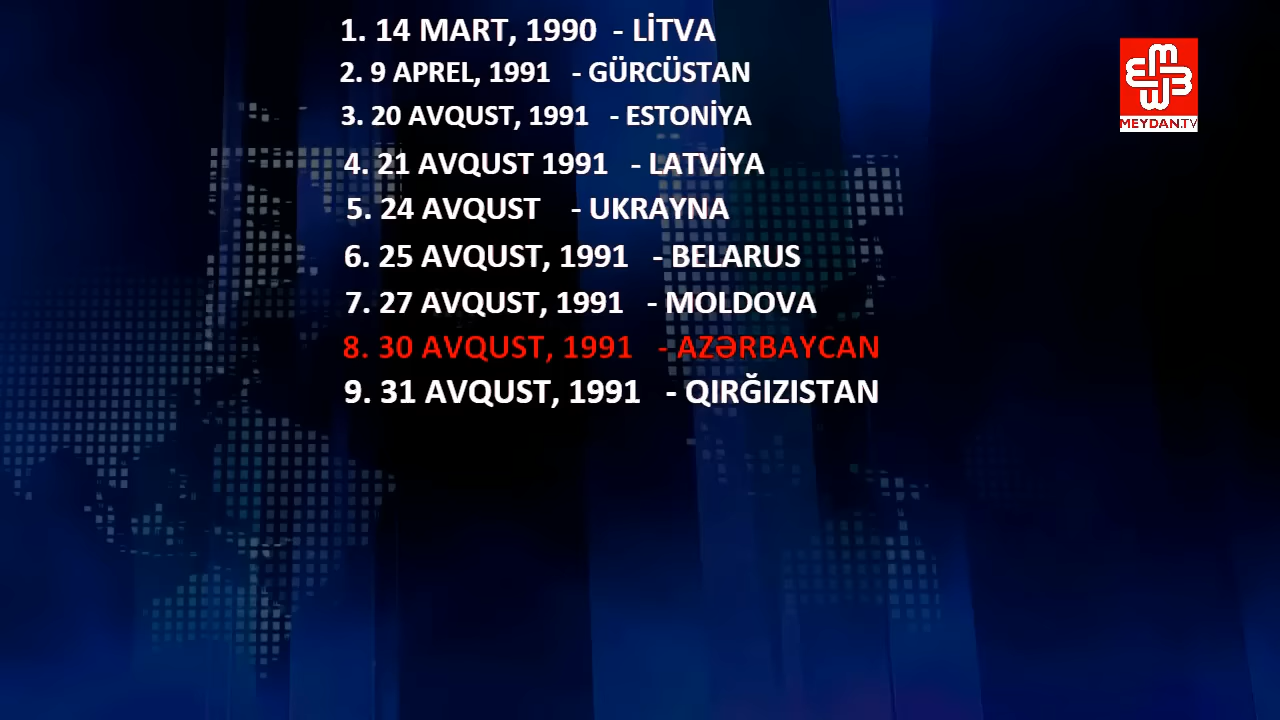 1. 14 MART, 1990 - LİTVA
2. 9 APREL, 1991 - GÜRCÜSTAN
3. 20 AVQUST, 1991 - ESTONİYA
4. 21 AVQUST 1991 - LATVİYA
5. 24 AVQUST - UKRAYNA
6. 25 AVQUST, 1991 - BELARUS
7. 27 AVQUST, 1991 - MOLDOVA
8. 30 AVQUST, 1991 - AZƏRBAYCAN
9. 31 AVQUST, 1991 - QIRĞIZISTAN
MEYDAN.TV